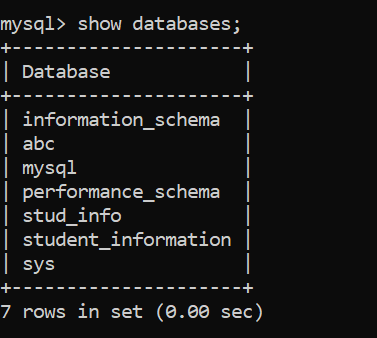 mysql> show databases;
+--------------------+
| Database           |
+--------------------+
| information_schema |
| abc                |
| mysql              |
| performance_schema |
| stud_info          |
| student_information |
| sys                |
+--------------------+
7 rows in set (0.00 sec)